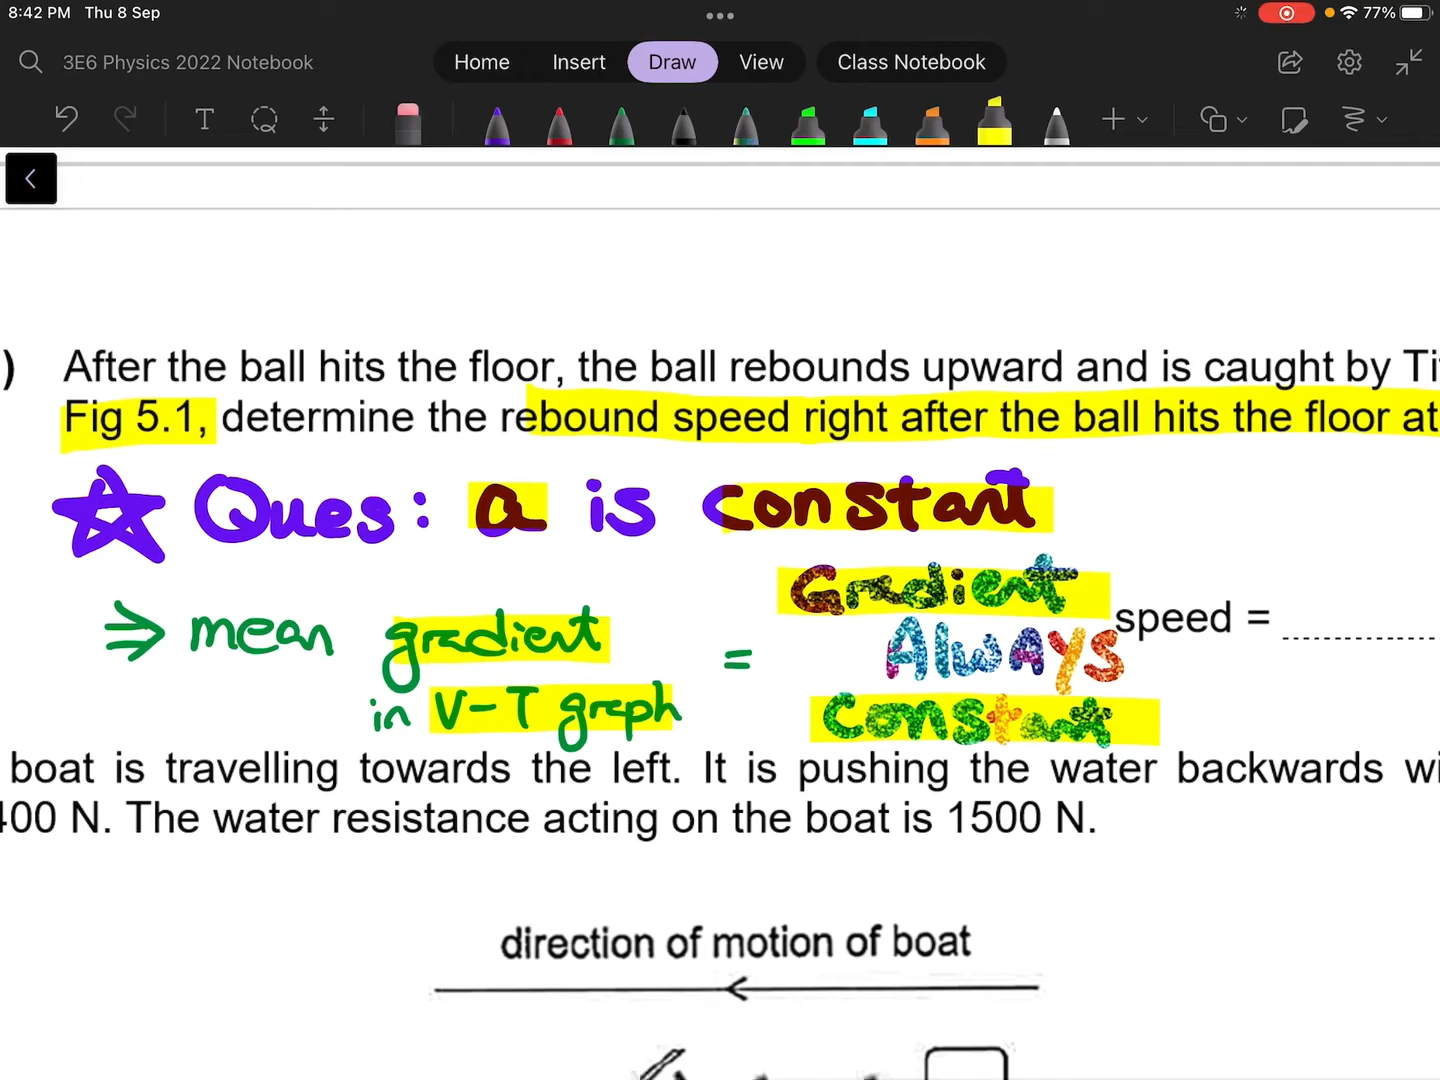 8:42 PM Thu 8 Sep 77%
3E6 Physics 2022 Notebook Home Insert Draw View Class Notebook
) After the ball hits the floor, the ball rebounds upward and is caught by Ti
Fig 5.1, determine the rebound speed right after the ball hits the floor at
Ques: a is constant
⇒ mean gradient in V-T graph = Gradient Always Constant
speed =
boat is travelling towards the left. It is pushing the water backwards wi
400 N. The water resistance acting on the boat is 1500 N.
direction of motion of boat